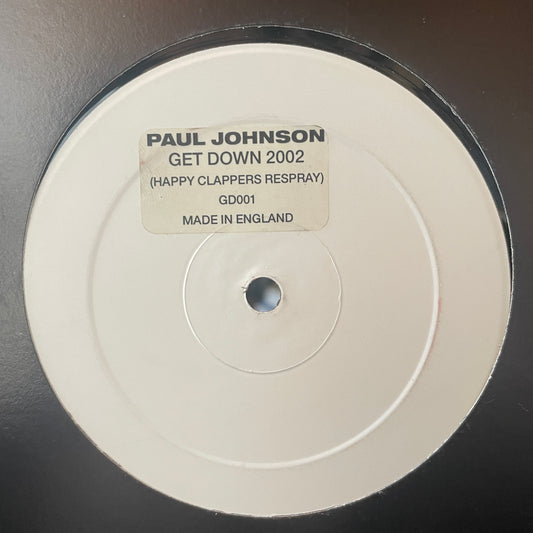 PAUL JOHNSON
GET DOWN 2002
(HAPPY CLAPPERS RESPRAY)
GD001
MADE IN ENGLAND